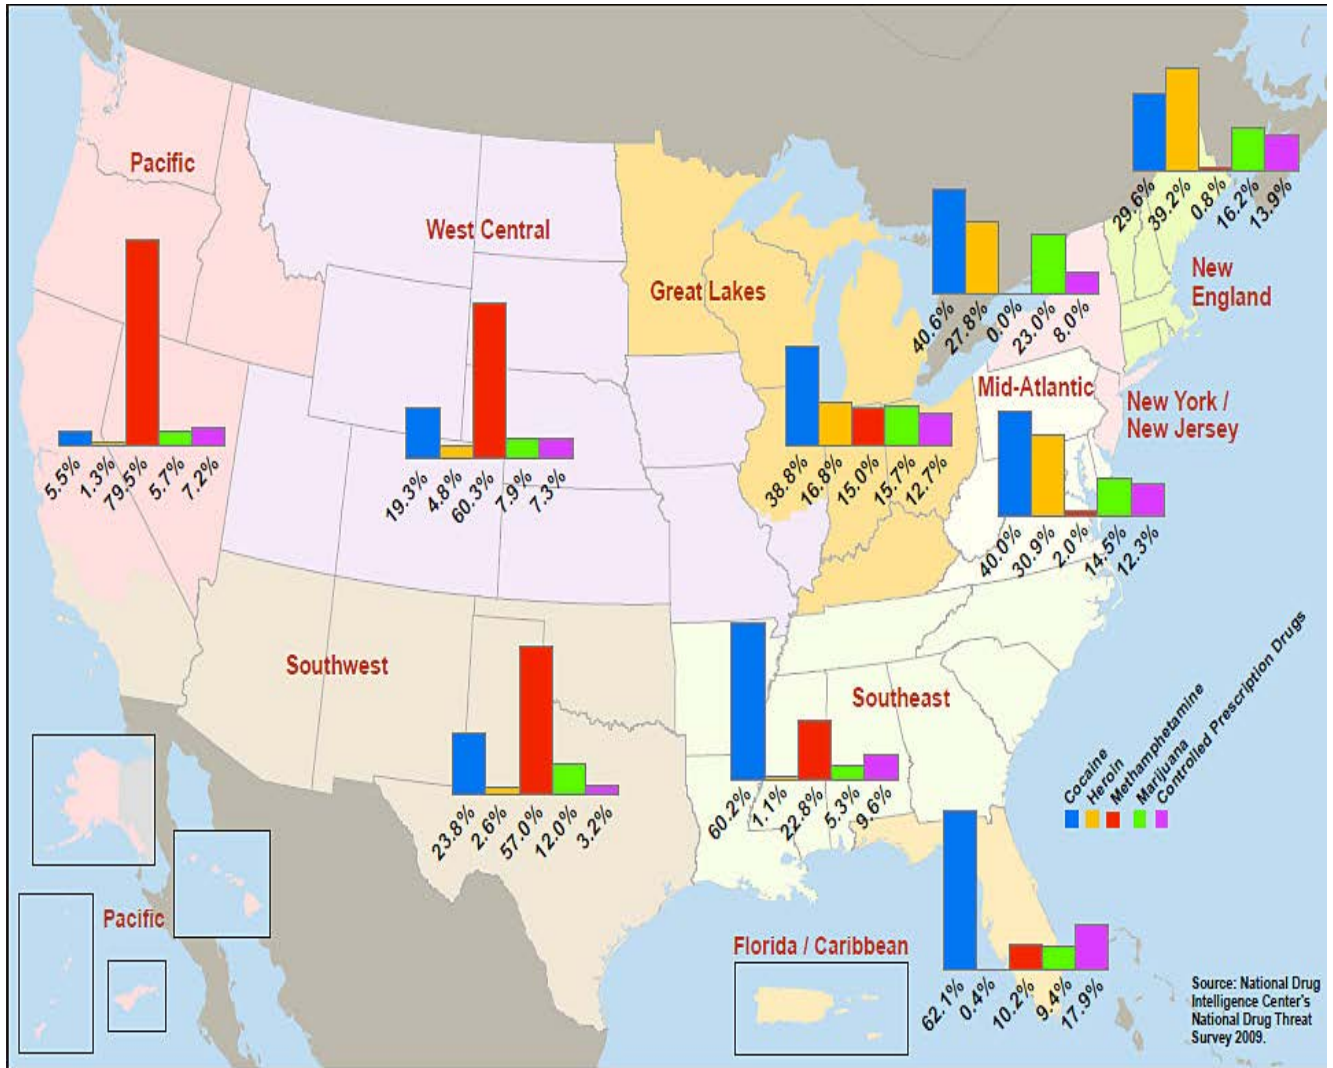 Pacific
West Central
Great Lakes
New
England
Mid-Atlantic
New York /
New Jersey
Southwest
Southeast
Pacific
Florida / Caribbean
29.6%
39.2%
0.8%
16.2%
13.9%
40.6%
27.8%
0.0%
23.0%
8.0%
5.5%
1.3%
79.5%
5.7%
7.2%
19.3%
4.8%
60.3%
7.9%
7.3%
38.8%
16.8%
15.0%
15.7%
12.7%
40.0%
30.9%
2.0%
14.5%
12.3%
23.8%
2.6%
57.0%
12.0%
3.2%
60.2%
1.1%
22.8%
5.3%
9.6%
62.1%
0.4%
10.2%
9.4%
17.9%
Cocaine
Heroin
Methamphetamine
Marijuana
Controlled Prescription Drugs
Source: National Drug
Intelligence Center's
National Drug Threat
Survey 2009.